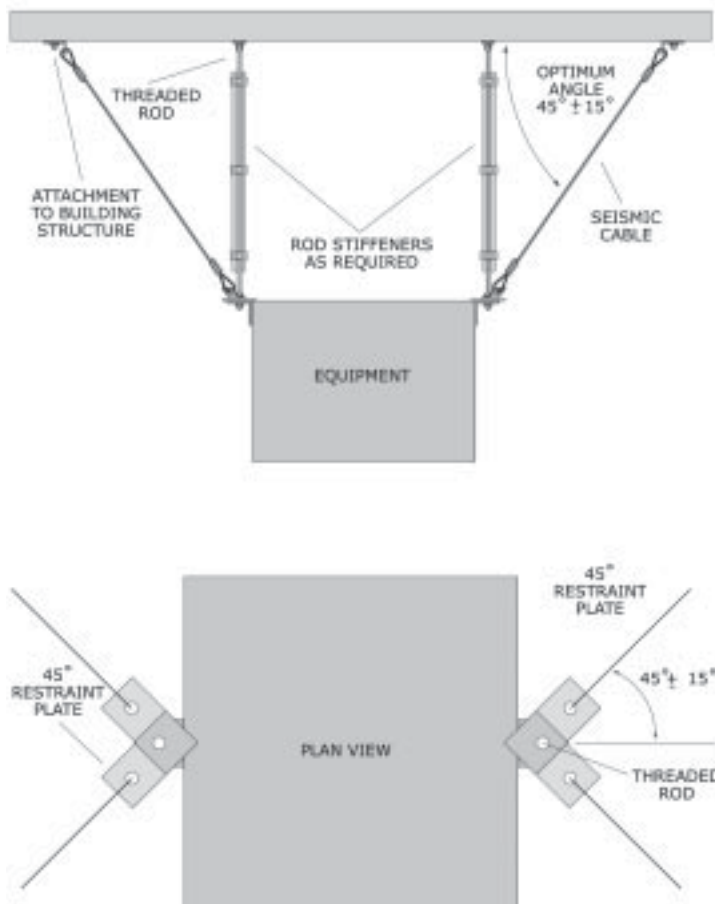 THREADED
ROD
OPTIMUM
ANGLE
45° ± 15°
ATTACHMENT
TO BUILDING
STRUCTURE
ROD STIFFENERS
AS REQUIRED
SEISMIC
CABLE
EQUIPMENT
45°
RESTRAINT
PLATE
45°
RESTRAINT
PLATE
45° ± 15°
PLAN VIEW
THREADED
ROD